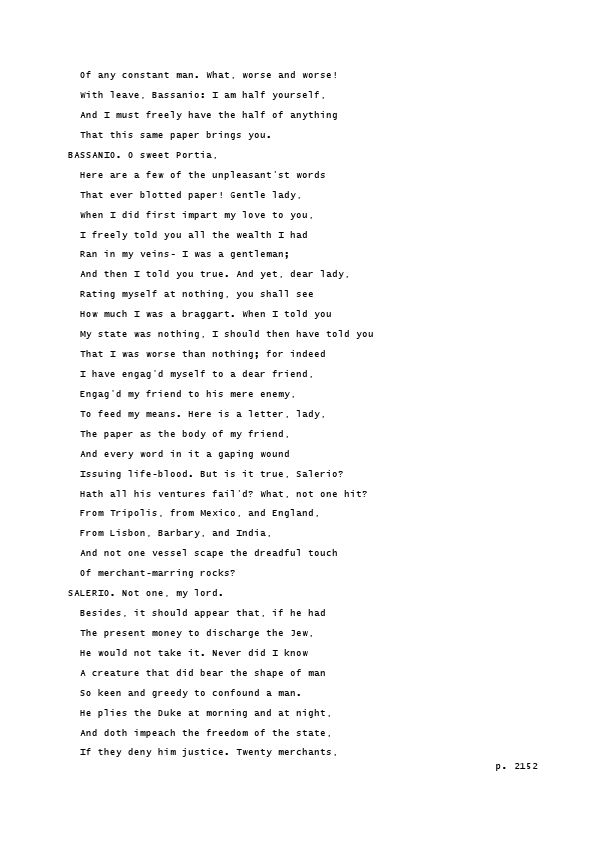 Of any constant man. What, worse and worse!
With leave, Bassanio: I am half yourself,
And I must freely have the half of anything
That this same paper brings you.
BASSANIO. O sweet Portia,
Here are a few of the unpleasant'st words
That ever blotted paper! Gentle lady,
When I did first impart my love to you,
I freely told you all the wealth I had
Ran in my veins- I was a gentleman;
And then I told you true. And yet, dear lady,
Rating myself at nothing, you shall see
How much I was a braggart. When I told you
My state was nothing, I should then have told you
That I was worse than nothing; for indeed
I have engag'd myself to a dear friend,
Engag'd my friend to his mere enemy,
To feed my means. Here is a letter, lady,
The paper as the body of my friend,
And every word in it a gaping wound
Issuing life-blood. But is it true, Salerio?
Hath all his ventures fail'd? What, not one hit?
From Tripolis, from Mexico, and England,
From Lisbon, Barbary, and India,
And not one vessel scape the dreadful touch
Of merchant-marring rocks?
SALERIO. Not one, my lord.
Besides, it should appear that, if he had
The present money to discharge the Jew,
He would not take it. Never did I know
A creature that did bear the shape of man
So keen and greedy to confound a man.
He plies the Duke at morning and at night,
And doth impeach the freedom of the state,
If they deny him justice. Twenty merchants,
p. 2152